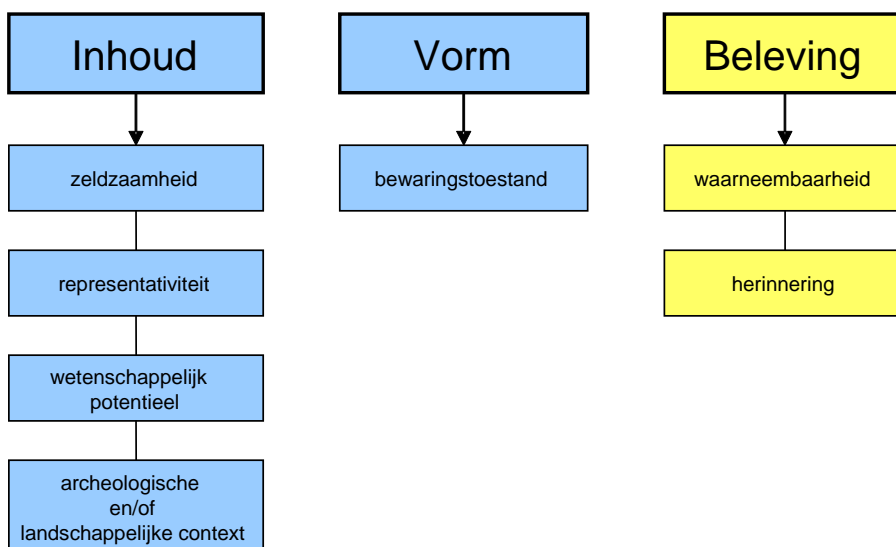 Inhoud
zeldzaamheid
representativiteit
wetenschappelijk
potentieel
archeologische
en/of
landschappelijke context
Vorm
bewaringstoestand
Beleving
waarneembaarheid
herinnering